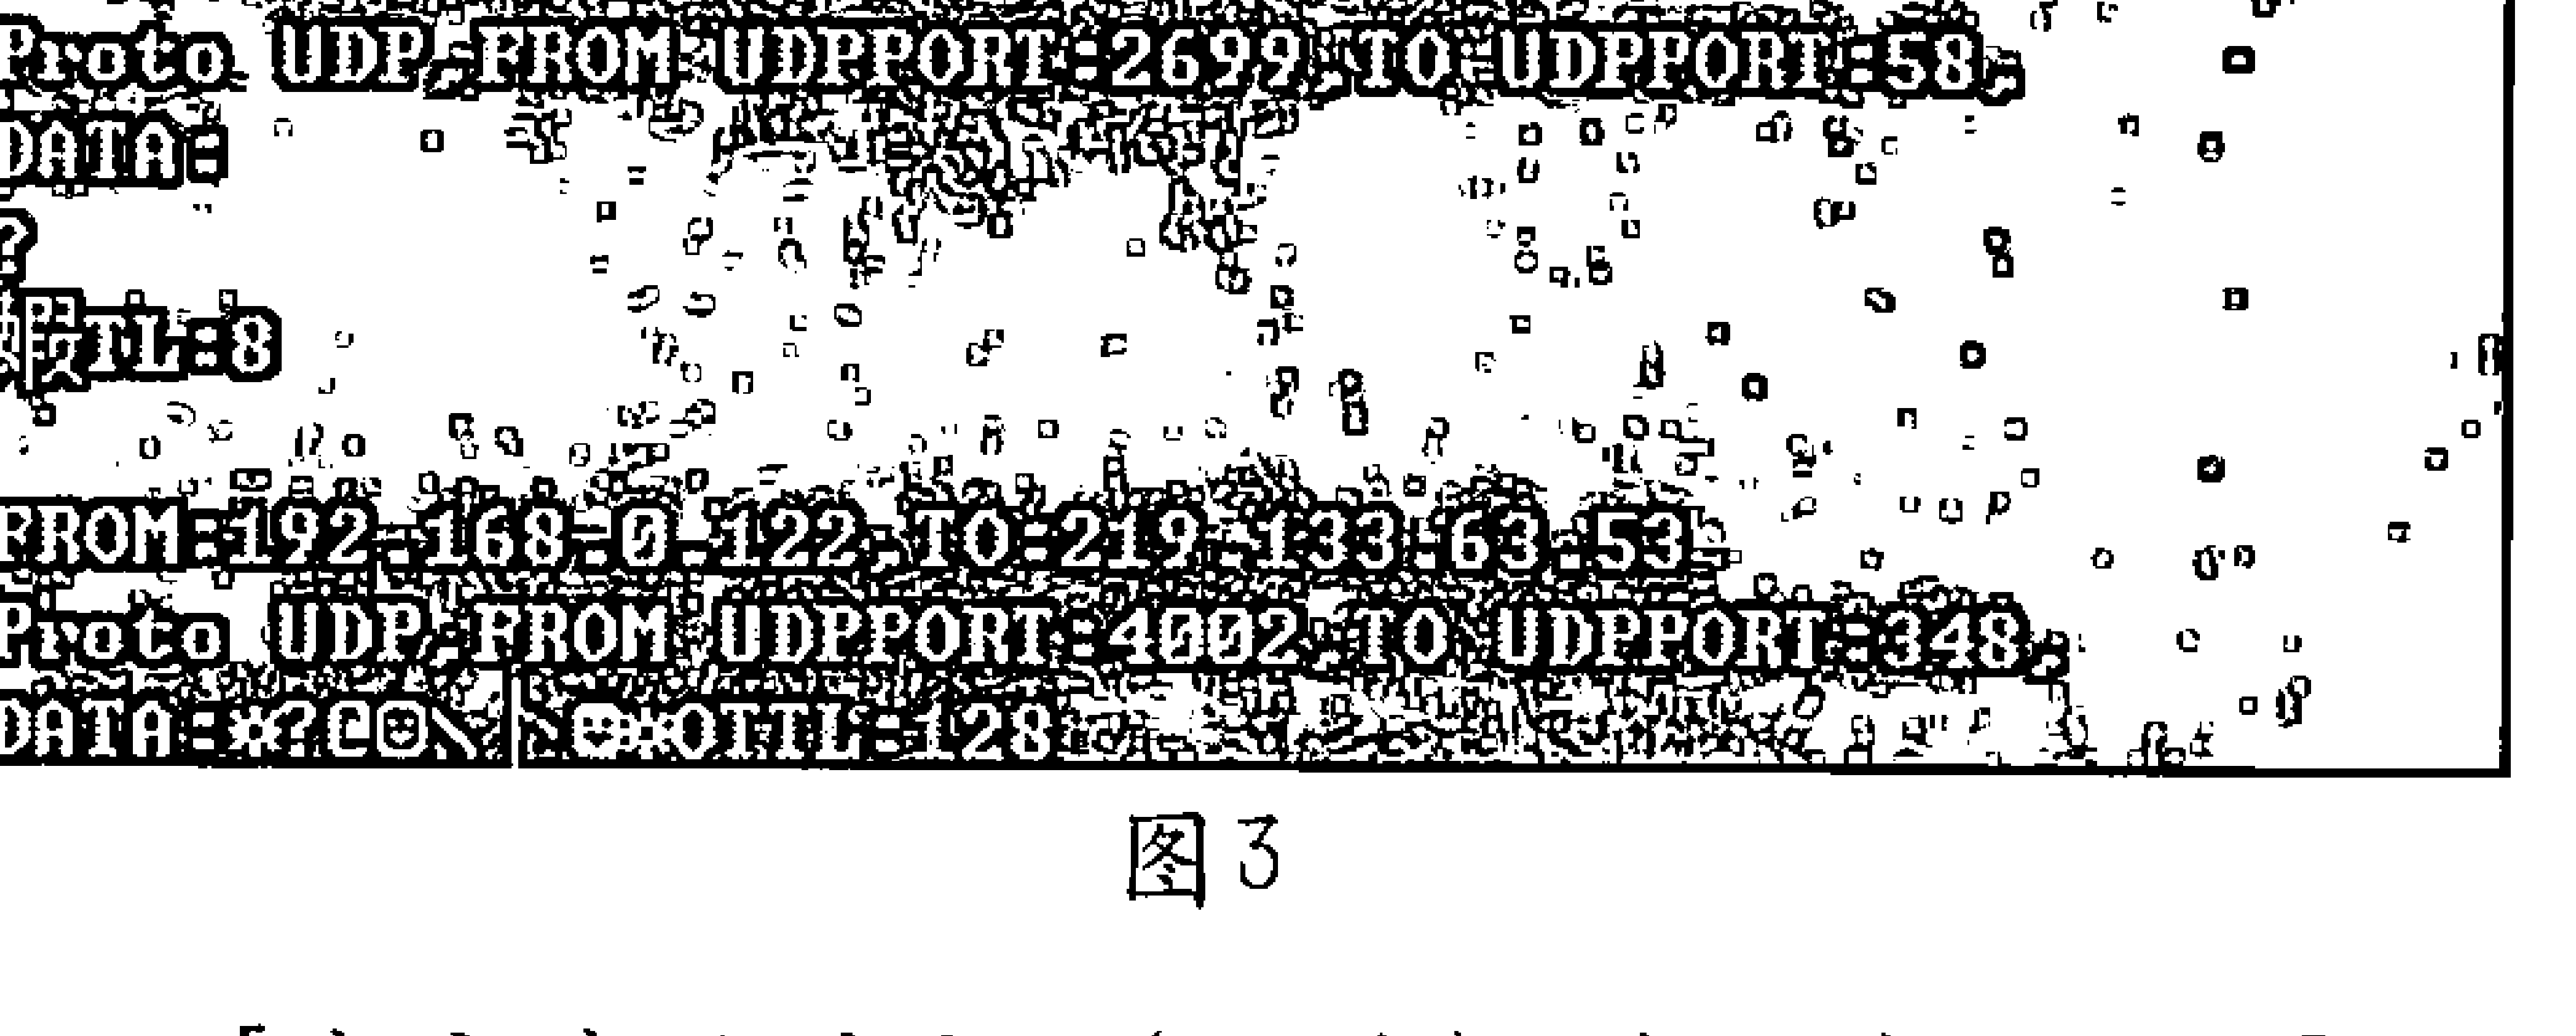 Proto UDP,FROM UDPPORT:2699,TO UDPPORT:58,
DATA:
?
TL:8
FROM:192.168.0.122,TO:219.133.63.53
Proto UDP,FROM UDPPORT:4002,TO UDPPORT:348,
DATA:*?C☺\ ☻*OTTL:128
图3